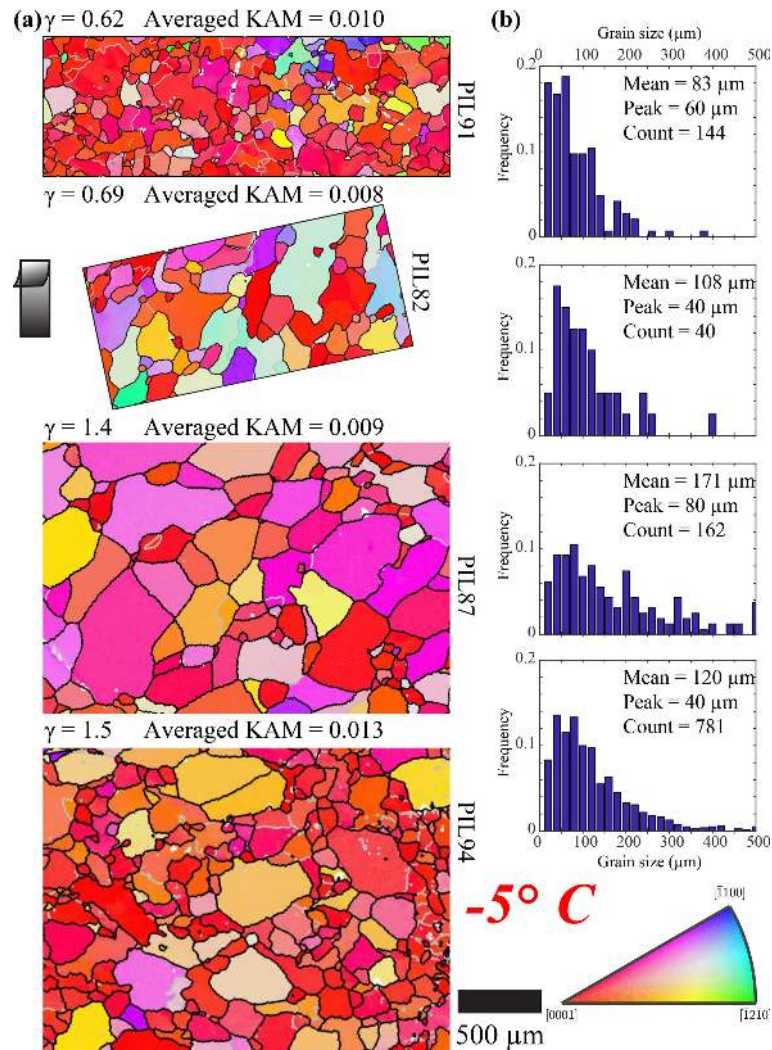 (a) γ = 0.62 Averaged KAM = 0.010
PIL91
γ = 0.69 Averaged KAM = 0.008
PIL82
γ = 1.4 Averaged KAM = 0.009
PIL87
γ = 1.5 Averaged KAM = 0.013
PIL94
(b)
Grain size (µm)
0 100 200 300 400 500
0.2
0.1
0
Frequency
Mean = 83 µm
Peak = 60 µm
Count = 144
0.2
0.1
0
Frequency
Mean = 108 µm
Peak = 40 µm
Count = 40
0.2
0.1
0
Frequency
Mean = 171 µm
Peak = 80 µm
Count = 162
0.2
0.1
0
Frequency
Mean = 120 µm
Peak = 40 µm
Count = 781
0 100 200 300 400 500
Grain size (µm)
-5° C
500 µm
[1̄100]
[0001]
[1̄21̄0]